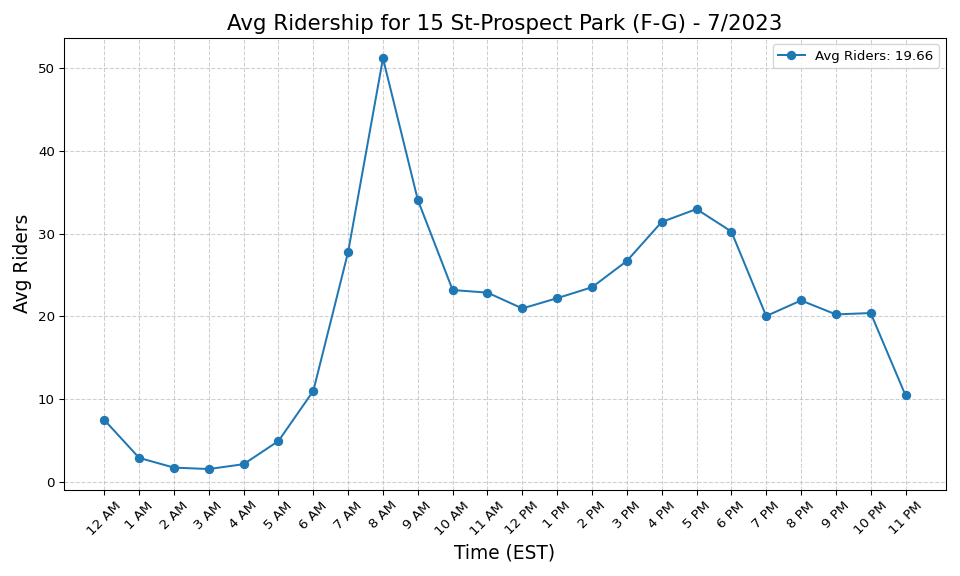 Avg Ridership for 15 St-Prospect Park (F-G) - 7/2023
Avg Riders: 19.66
Avg Riders
50
40
30
20
10
0
12 AM
1 AM
2 AM
3 AM
4 AM
5 AM
6 AM
7 AM
8 AM
9 AM
10 AM
11 AM
12 PM
1 PM
2 PM
3 PM
4 PM
5 PM
6 PM
7 PM
8 PM
9 PM
10 PM
11 PM
Time (EST)